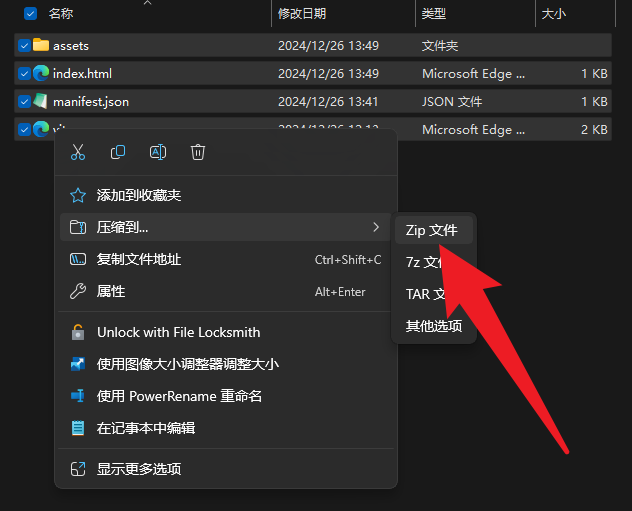 名称 修改日期 类型 大小
assets 2024/12/26 13:49 文件夹
index.html 2024/12/26 13:49 Microsoft Edge ... 1 KB
manifest.json 2024/12/26 13:41 JSON 文件 1 KB
Microsoft Edge ... 2 KB
添加到收藏夹
压缩到...
Zip 文件
复制文件地址 Ctrl+Shift+C
7z 文
属性 Alt+Enter
TAR 文
其他选项
Unlock with File Locksmith
使用图像大小调整器调整大小
使用 PowerRename 重命名
在记事本中编辑
显示更多选项